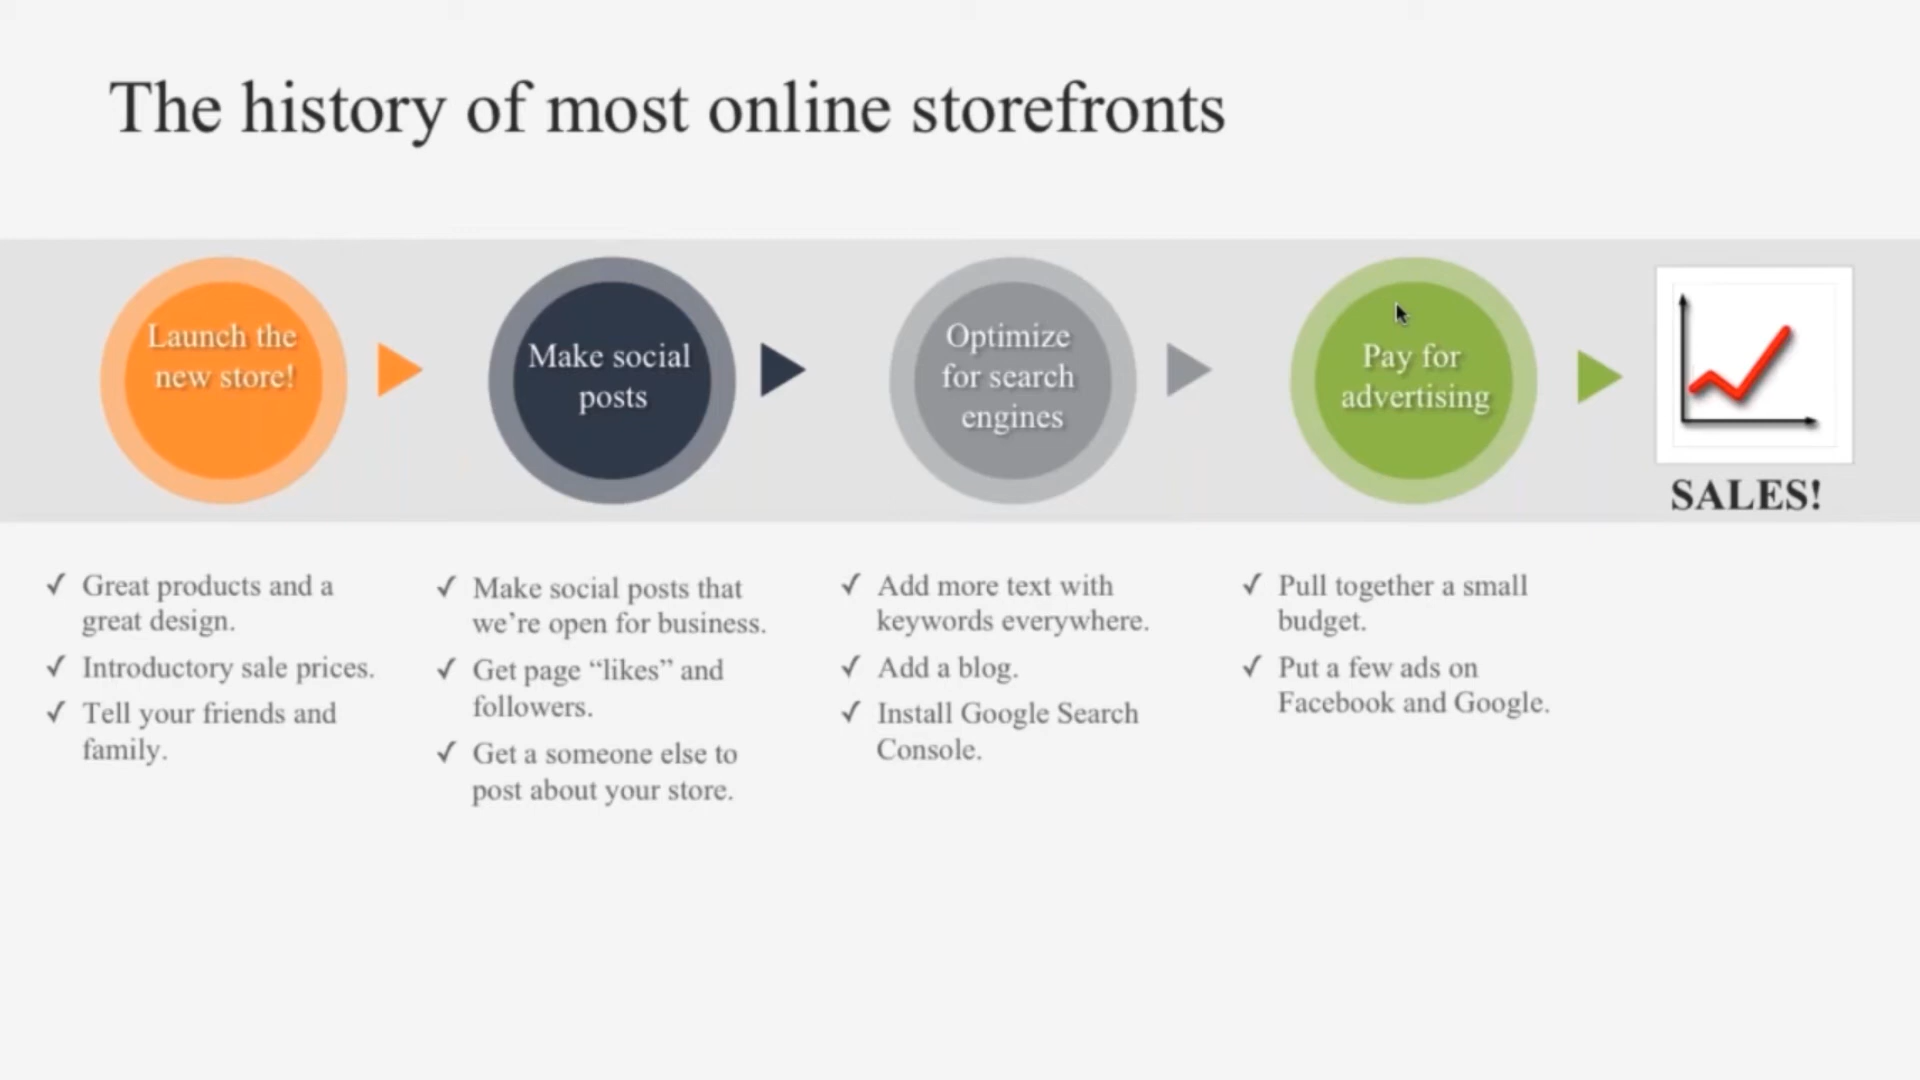 The history of most online storefronts
Launch the
new store!
Make social
posts
Optimize
for search
engines
Pay for
advertising
SALES!
✓ Great products and a
great design.
✓ Introductory sale prices.
✓ Tell your friends and
family.
✓ Make social posts that
we’re open for business.
✓ Get page “likes” and
followers.
✓ Get a someone else to
post about your store.
✓ Add more text with
keywords everywhere.
✓ Add a blog.
✓ Install Google Search
Console.
✓ Pull together a small
budget.
✓ Put a few ads on
Facebook and Google.